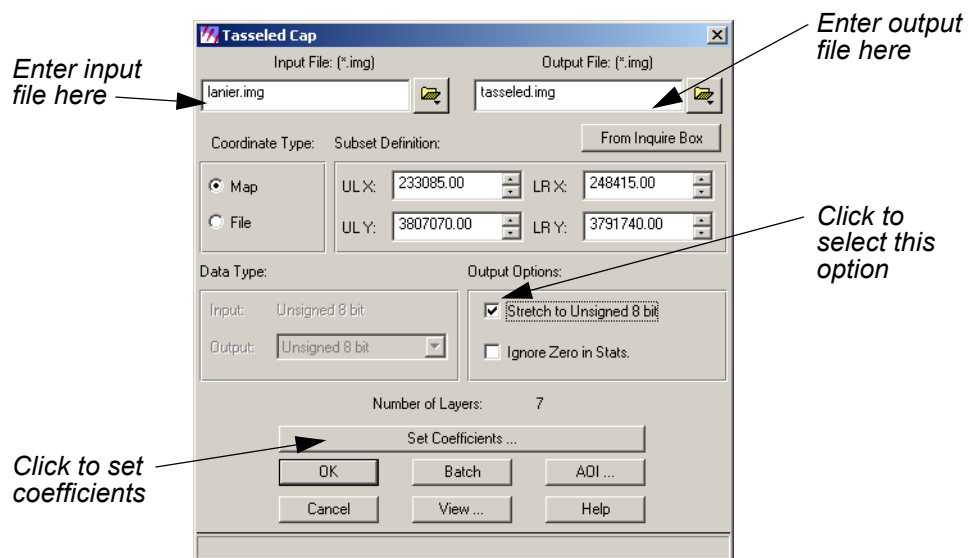 Enter output
file here
Enter input
file here
Tasseled Cap
Input File: (*.img)
Output File: (*.img)
lanier.img
tasseled.img
From Inquire Box
Coordinate Type:
Subset Definition:
Map
File
UL X:
233085.00
LR X:
248415.00
UL Y:
3807070.00
LR Y:
3791740.00
Click to
select this
option
Data Type:
Output Options:
Input:
Unsigned 8 bit
Output:
Unsigned 8 bit
Stretch to Unsigned 8 bit
Ignore Zero in Stats.
Number of Layers:
7
Set Coefficients ...
Click to set
coefficients
OK
Batch
AOI ...
Cancel
View ...
Help